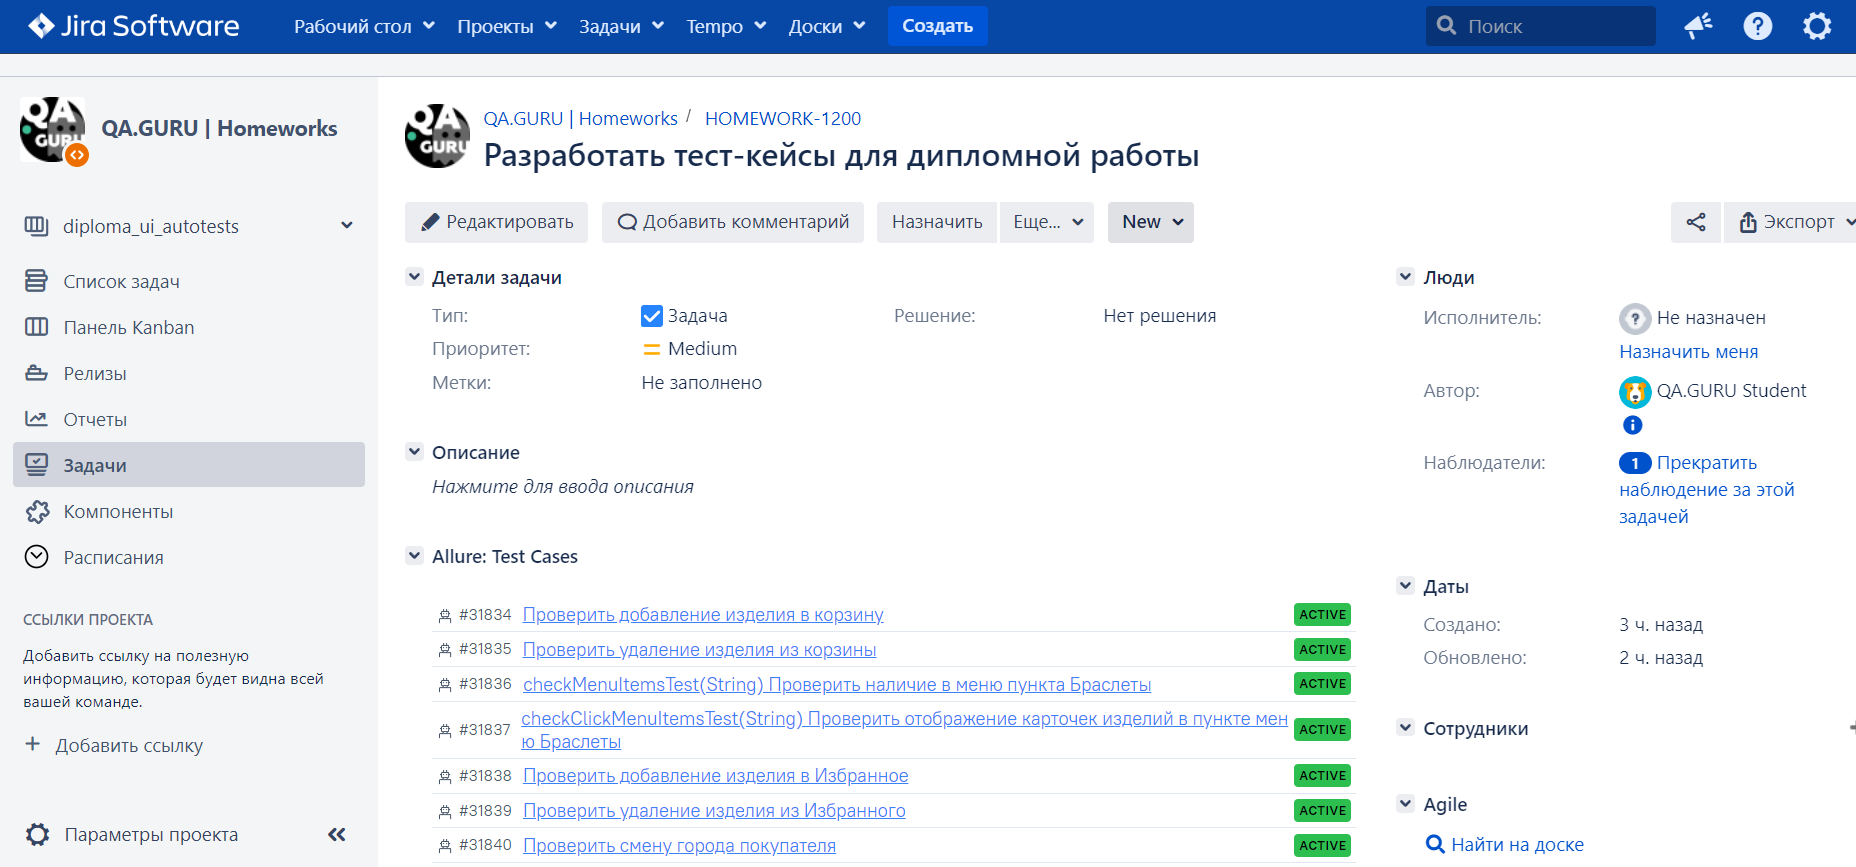 Jira Software
Рабочий стол
Проекты
Задачи
Tempo
Доски
Создать
Поиск
QA GURU
QA.GURU | Homeworks
diploma_ui_autotests
Список задач
Панель Kanban
Релизы
Отчеты
Задачи
Компоненты
Расписания
ССЫЛКИ ПРОЕКТА
Добавить ссылку на полезную
информацию, которая будет видна всей
вашей команде.
+ Добавить ссылку
Параметры проекта
QA GURU
QA.GURU | Homeworks / HOMEWORK-1200
Разработать тест-кейсы для дипломной работы
Редактировать
Добавить комментарий
Назначить
Еще...
New
Экспорт
Детали задачи
Тип: Задача
Решение: Нет решения
Приоритет: Medium
Метки: Не заполнено
Описание
Нажмите для ввода описания
Allure: Test Cases
#31834 Проверить добавление изделия в корзину ACTIVE
#31835 Проверить удаление изделия из корзины ACTIVE
#31836 checkMenuItemsTest(String) Проверить наличие в меню пункта Браслеты ACTIVE
#31837 checkClickMenuItemsTest(String) Проверить отображение карточек изделий в пункте мен
ю Браслеты ACTIVE
#31838 Проверить добавление изделия в Избранное ACTIVE
#31839 Проверить удаление изделия из Избранного ACTIVE
#31840 Проверить смену города покупателя ACTIVE
Люди
Исполнитель: Не назначен
Назначить меня
Автор: QA.GURU Student
Наблюдатели: 1 Прекратить
наблюдение за этой
задачей
Даты
Создано: 3 ч. назад
Обновлено: 2 ч. назад
Сотрудники
Agile
Найти на доске